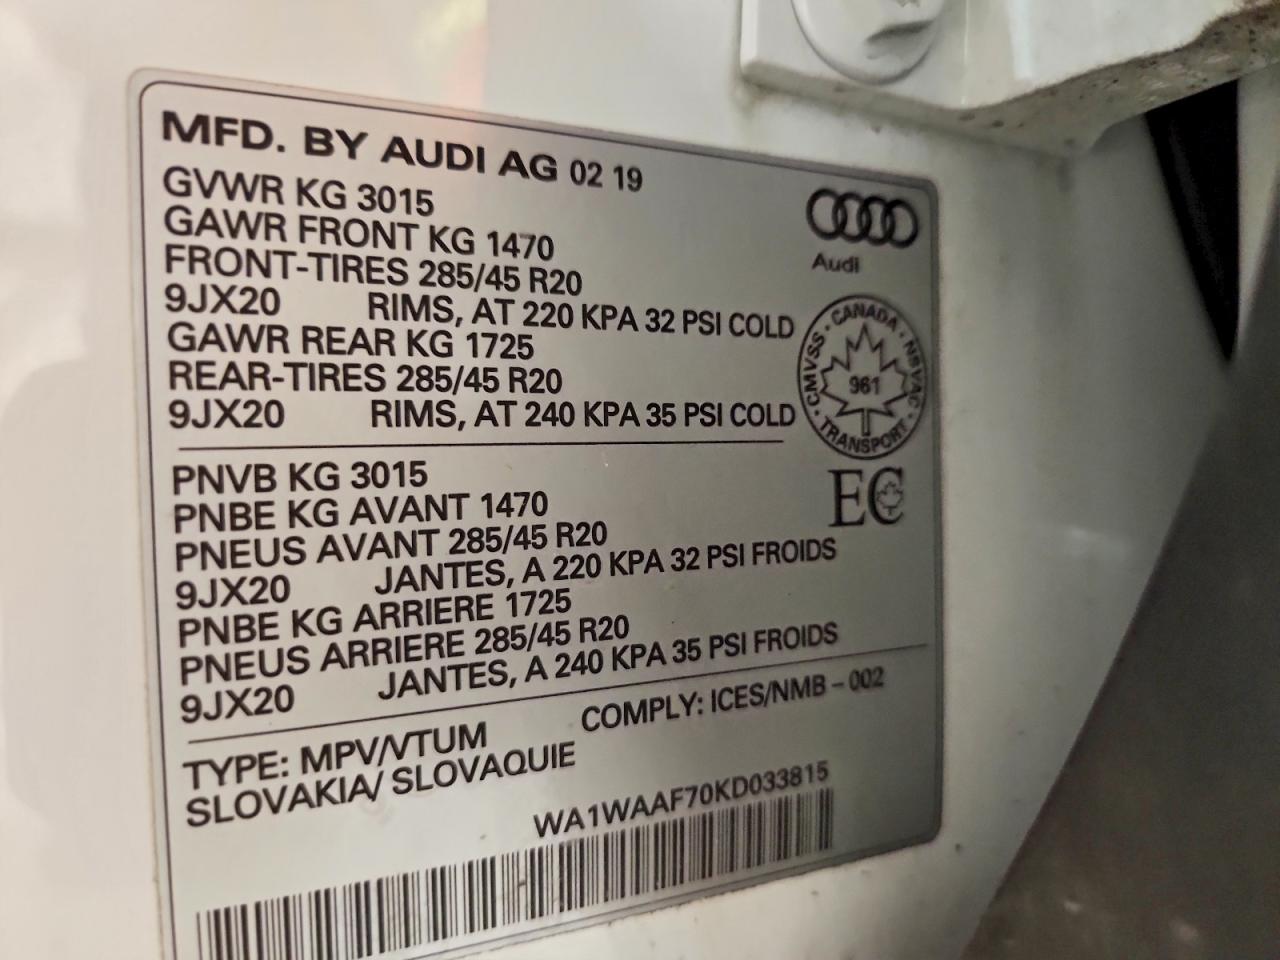 MFD. BY AUDI AG 02 19
GVWR KG 3015
GAWR FRONT KG 1470
FRONT-TIRES 285/45 R20
9JX20 RIMS, AT 220 KPA 32 PSI COLD
GAWR REAR KG 1725
REAR-TIRES 285/45 R20
9JX20 RIMS, AT 240 KPA 35 PSI COLD
Audi
CANADA · NSVAC · TRANSPORT · CMVSS ·
961
EC
PNVB KG 3015
PNBE KG AVANT 1470
PNEUS AVANT 285/45 R20
9JX20 JANTES, A 220 KPA 32 PSI FROIDS
PNBE KG ARRIERE 1725
PNEUS ARRIERE 285/45 R20
9JX20 JANTES, A 240 KPA 35 PSI FROIDS
TYPE: MPV/VTUM COMPLY: ICES/NMB - 002
SLOVAKIA/ SLOVAQUIE
WA1WAAF70KD033815